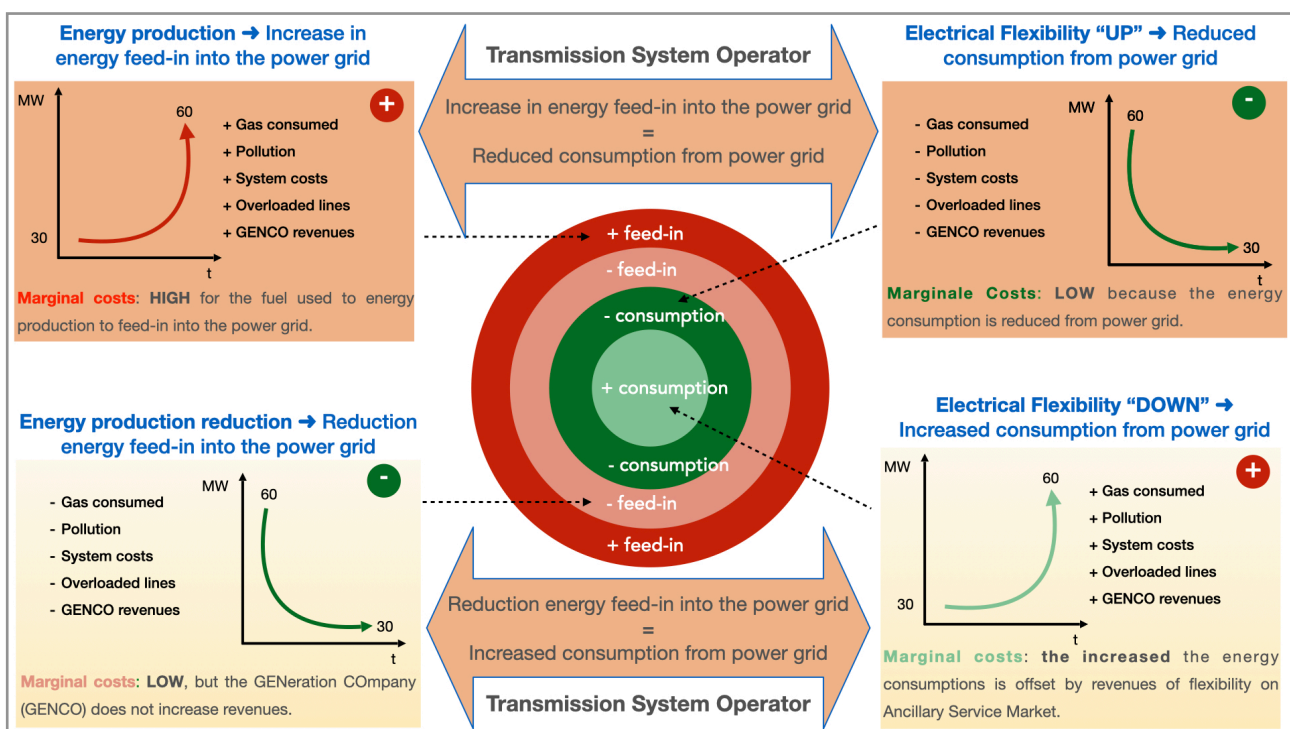 Energy production ➜ Increase in
energy feed-in into the power grid
MW
60
30
t
+
+ Gas consumed
+ Pollution
+ System costs
+ Overloaded lines
+ GENCO revenues
Marginal costs: HIGH for the fuel used to energy
production to feed-in into the power grid.
Transmission System Operator
Increase in energy feed-in into the power grid
=
Reduced consumption from power grid
Electrical Flexibility “UP” ➜ Reduced
consumption from power grid
- Gas consumed
- Pollution
- System costs
- Overloaded lines
- GENCO revenues
MW
60
30
t
-
Marginale Costs: LOW because the energy
consumption is reduced from power grid.
+ feed-in
- feed-in
- consumption
+ consumption
- consumption
- feed-in
+ feed-in
Energy production reduction ➜ Reduction
energy feed-in into the power grid
- Gas consumed
- Pollution
- System costs
- Overloaded lines
- GENCO revenues
MW
60
30
t
-
Marginal costs: LOW, but the GENeration COmpany
(GENCO) does not increase revenues.
Reduction energy feed-in into the power grid
=
Increased consumption from power grid
Transmission System Operator
Electrical Flexibility “DOWN” ➜
Increased consumption from power grid
MW
60
30
t
+
+ Gas consumed
+ Pollution
+ System costs
+ Overloaded lines
+ GENCO revenues
Marginal costs: the increased the energy
consumptions is offset by revenues of flexibility on
Ancillary Service Market.